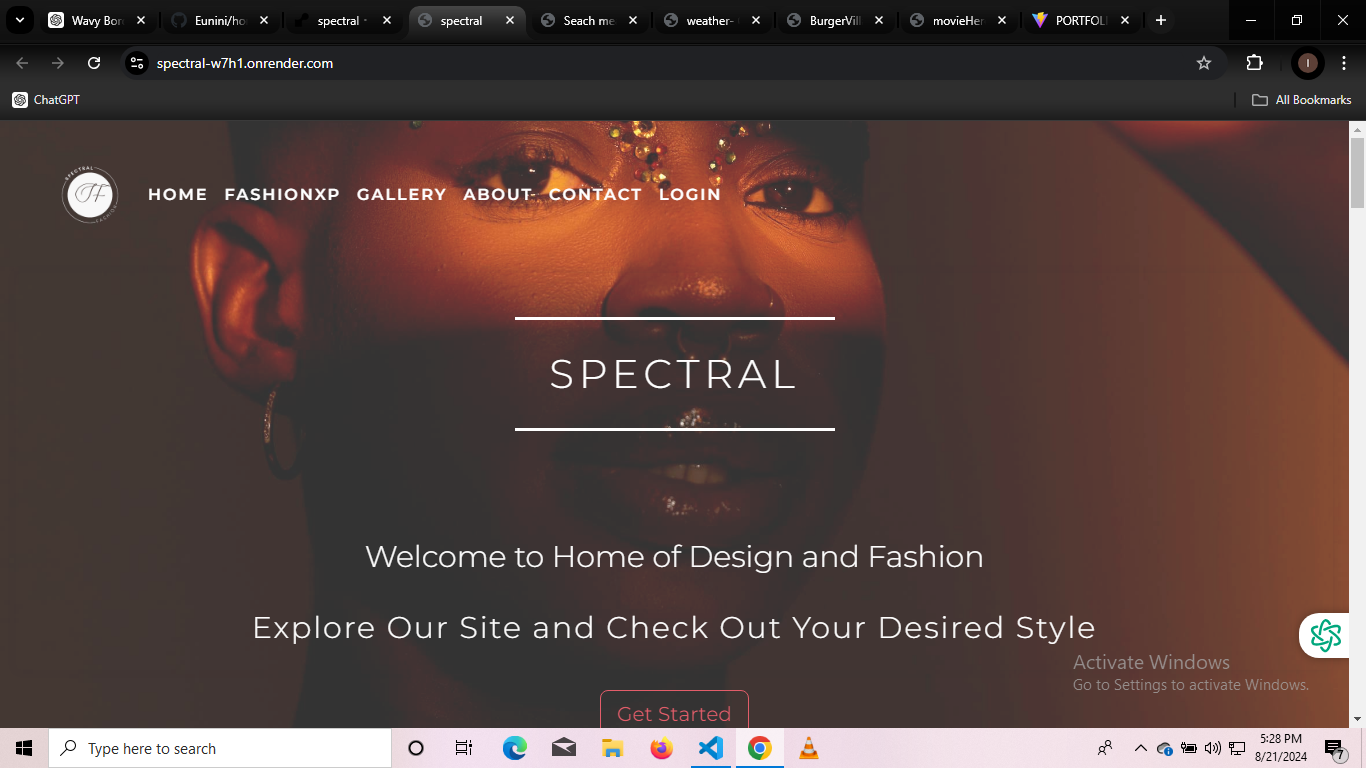 Wavy Bor
Eunini/ho
spectral
spectral
Seach me
weather-
BurgerVill
movieHer
PORTFOLI
spectral-w7h1.onrender.com
I
ChatGPT
All Bookmarks
SPECTRAL
FASHION
HOME FASHIONXP GALLERY ABOUT- CONTACT LOGIN
SPECTRAL
Welcome to Home of Design and Fashion
Explore Our Site and Check Out Your Desired Style
Activate Windows
Go to Settings to activate Windows.
Get Started
Type here to search
5:28 PM
8/21/2024
7